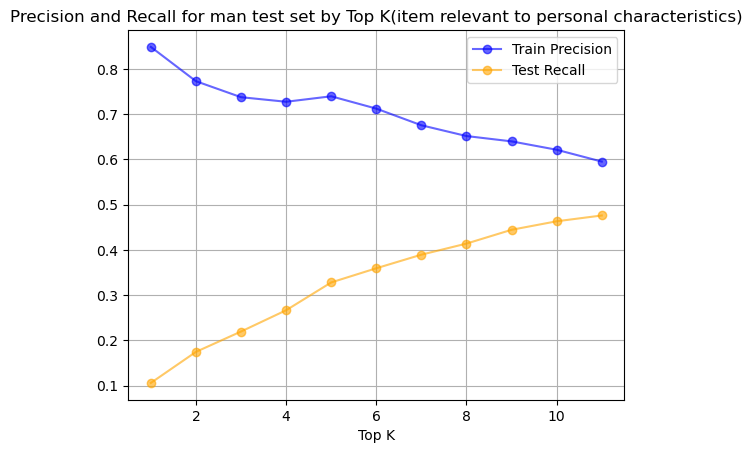 Precision and Recall for man test set by Top K(item relevant to personal characteristics)
Train Precision
Test Recall
0.8
0.7
0.6
0.5
0.4
0.3
0.2
0.1
2 4 6 8 10
Top K